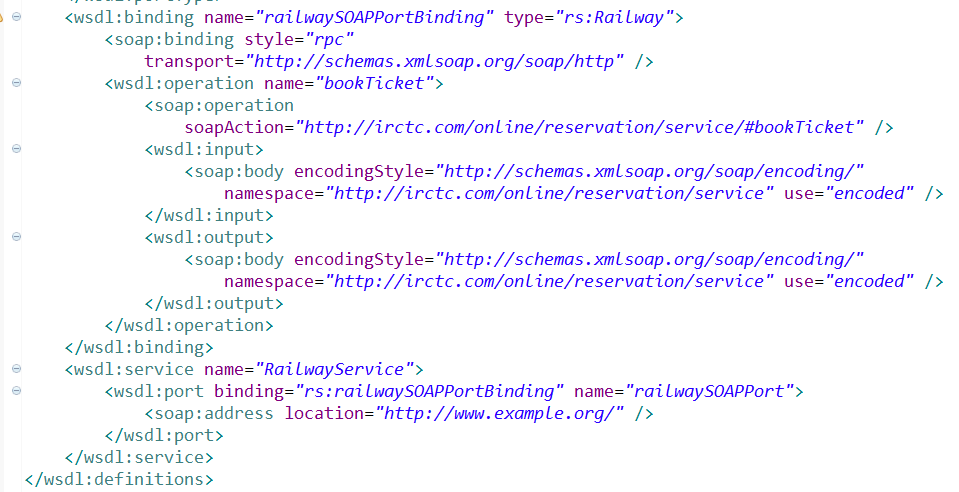 <wsdl:binding name="railwaySOAPPortBinding" type="rs:Railway">
<soap:binding style="rpc"
transport="http://schemas.xmlsoap.org/soap/http" />
<wsdl:operation name="bookTicket">
<soap:operation
soapAction="http://irctc.com/online/reservation/service/#bookTicket" />
<wsdl:input>
<soap:body encodingStyle="http://schemas.xmlsoap.org/soap/encoding/"
namespace="http://irctc.com/online/reservation/service" use="encoded" />
</wsdl:input>
<wsdl:output>
<soap:body encodingStyle="http://schemas.xmlsoap.org/soap/encoding/"
namespace="http://irctc.com/online/reservation/service" use="encoded" />
</wsdl:output>
</wsdl:operation>
</wsdl:binding>
<wsdl:service name="RailwayService">
<wsdl:port binding="rs:railwaySOAPPortBinding" name="railwaySOAPPort">
<soap:address location="http://www.example.org/" />
</wsdl:port>
</wsdl:service>
</wsdl:definitions>